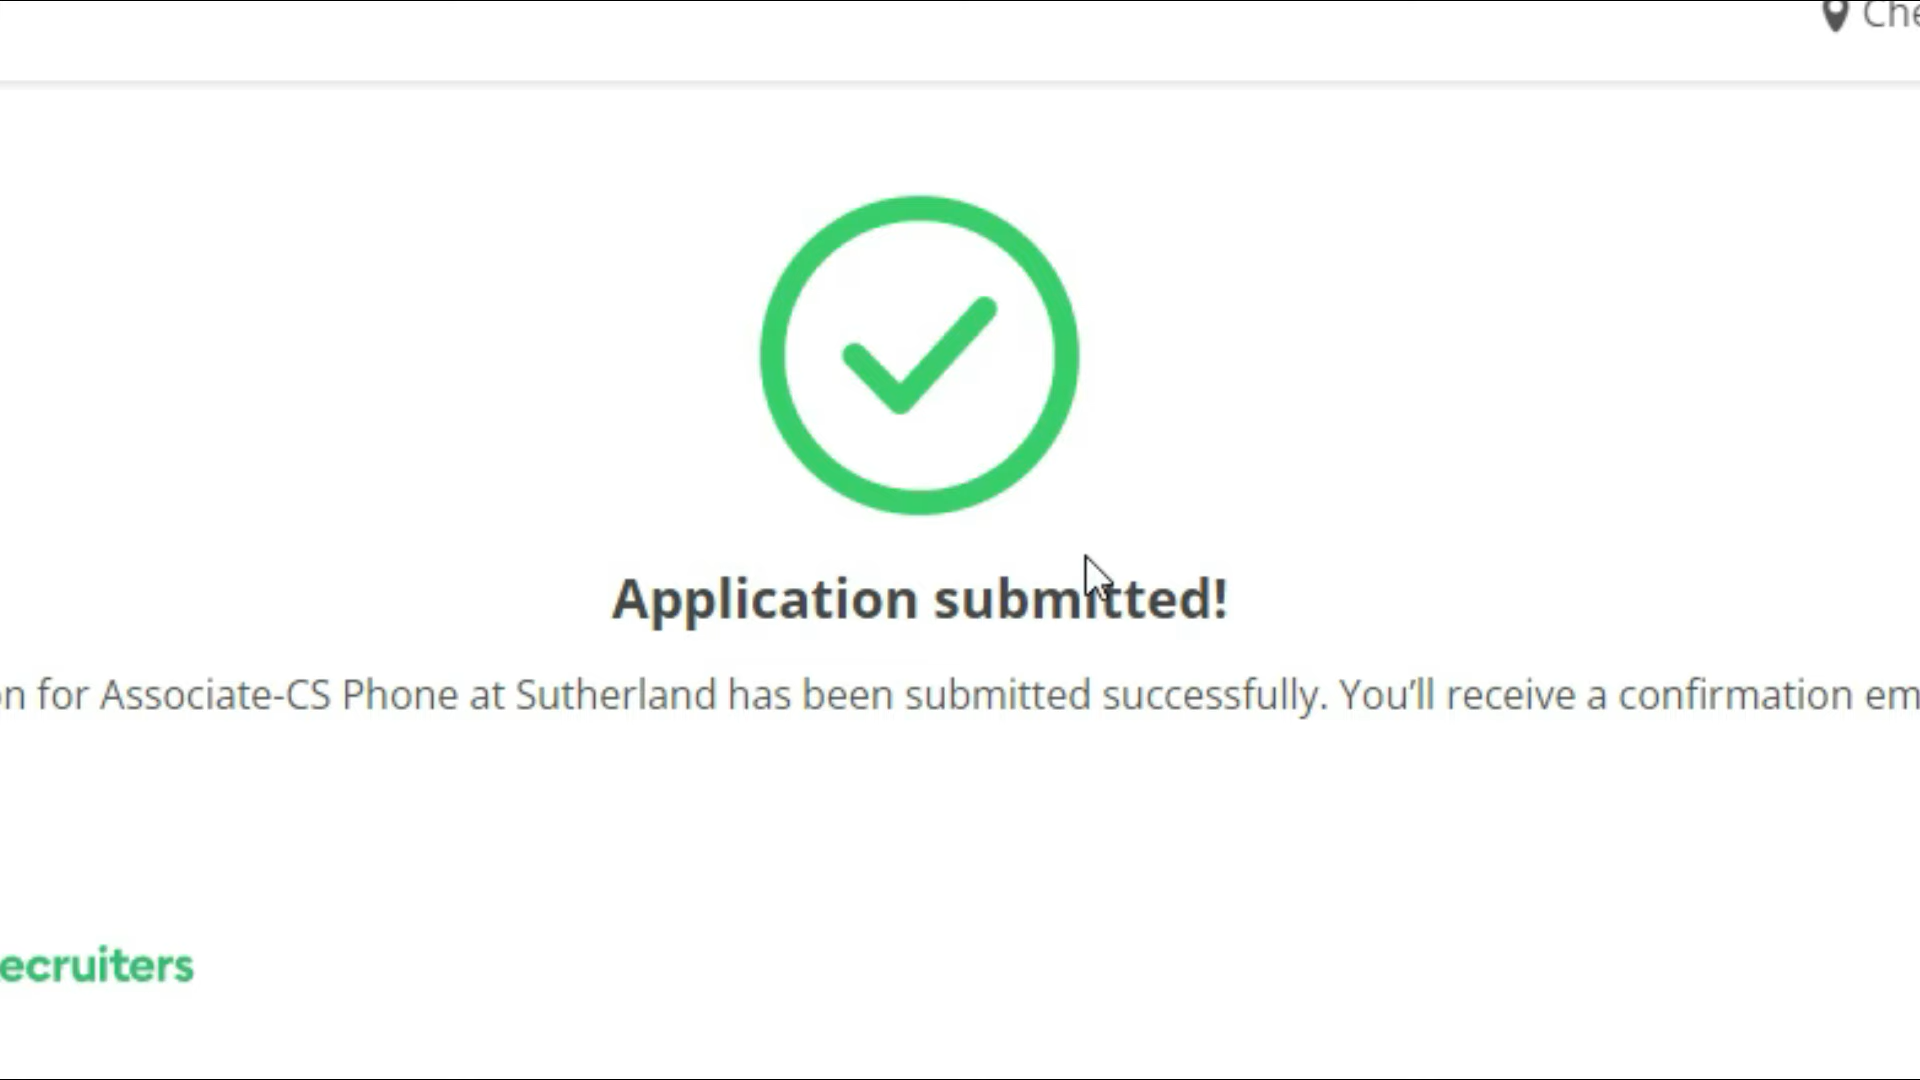 Che
Application submitted!
on for Associate-CS Phone at Sutherland has been submitted successfully. You’ll receive a confirmation em
ecruiters